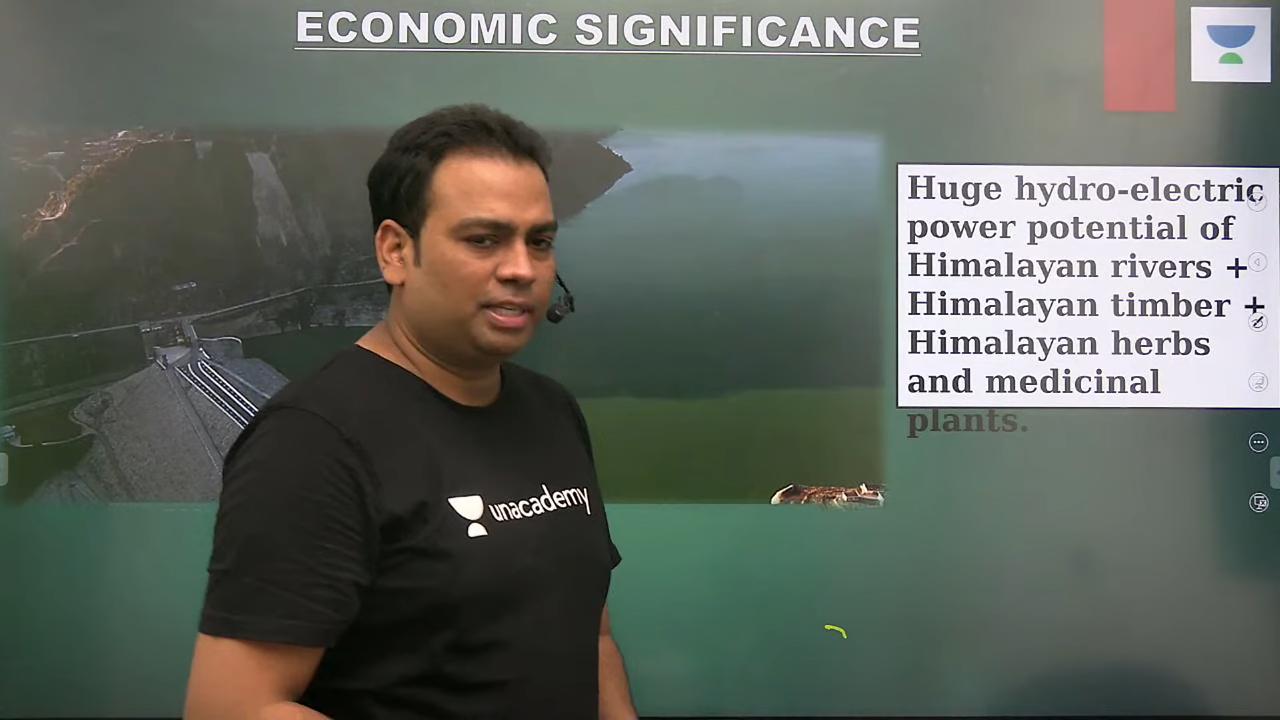 ECONOMIC SIGNIFICANCE
Huge hydro-electric
power potential of
Himalayan rivers +
Himalayan timber +
Himalayan herbs
and medicinal
plants.
unacademy